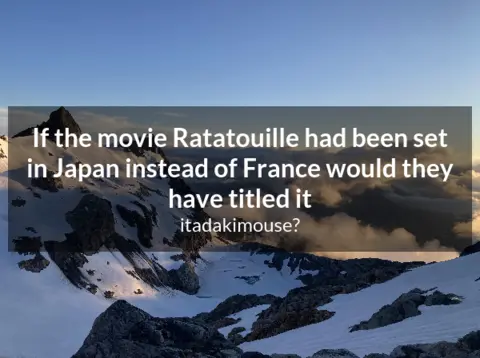 If the movie Ratatouille had been set
in Japan instead of France would they
have titled it
itadakimouse?